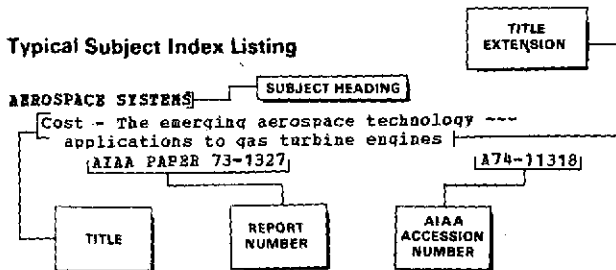 TITLE
EXTENSION
Typical Subject Index Listing
SUBJECT HEADING
AEROSPACE SYSTEMS
Cost - The emerging aerospace technology ---
applications to gas turbine engines
AIAA PAPER 73-1327
A74-11318
TITLE
REPORT
NUMBER
AIAA
ACCESSION
NUMBER